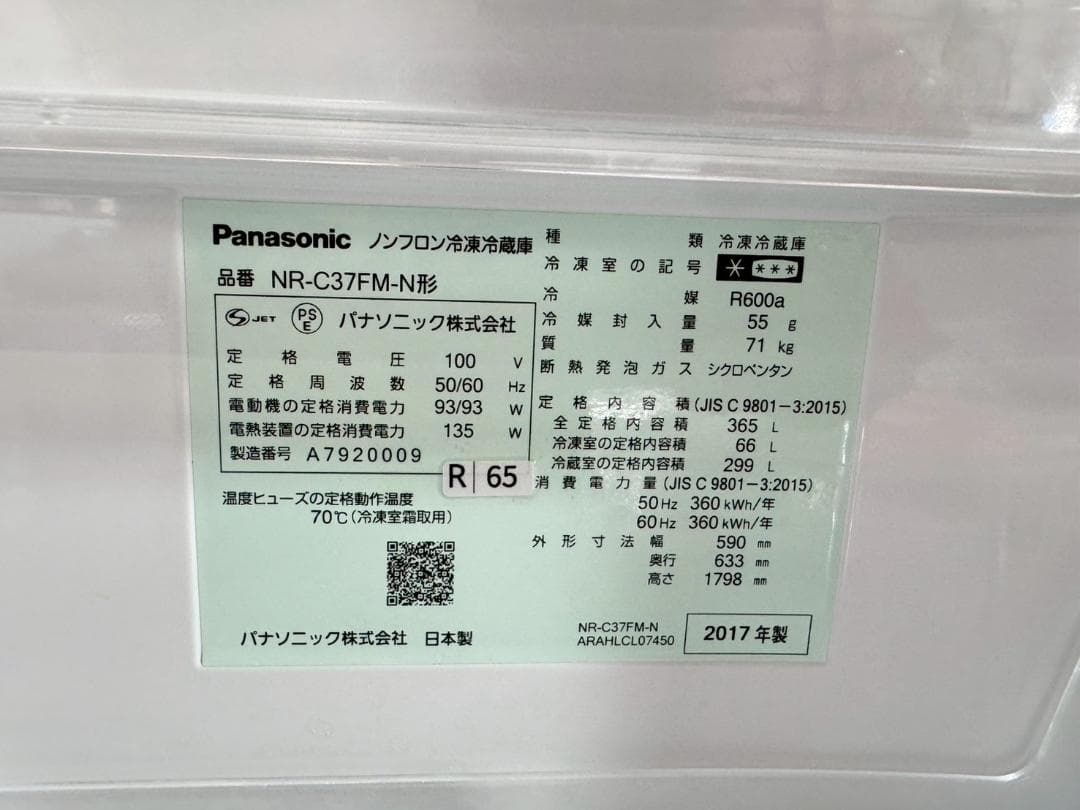 Panasonic ノンフロン冷凍冷蔵庫
品番 NR-C37FM-N形
JET PSE パナソニック株式会社
定格電圧 100 V
定格周波数 50/60 Hz
電動機の定格消費電力 93/93 W
電熱装置の定格消費電力 135 W
製造番号 A7920009
R 65
温度ヒューズの定格動作温度
70℃(冷凍室霜取用)
パナソニック株式会社 日本製
種類 冷凍冷蔵庫
冷凍室の記号 * ***
冷媒 R600a
冷媒封入量 55 g
質量 71 kg
断熱発泡ガス シクロペンタン
定格内容積(JIS C 9801-3:2015)
全定格内容積 365 L
冷凍室の定格内容積 66 L
冷蔵室の定格内容積 299 L
消費電力量(JIS C 9801-3:2015)
50Hz 360kWh/年
60Hz 360kWh/年
外形寸法 幅 590 mm
奥行 633 mm
高さ 1798 mm
NR-C37FM-N
ARAHLCL07450
2017年製